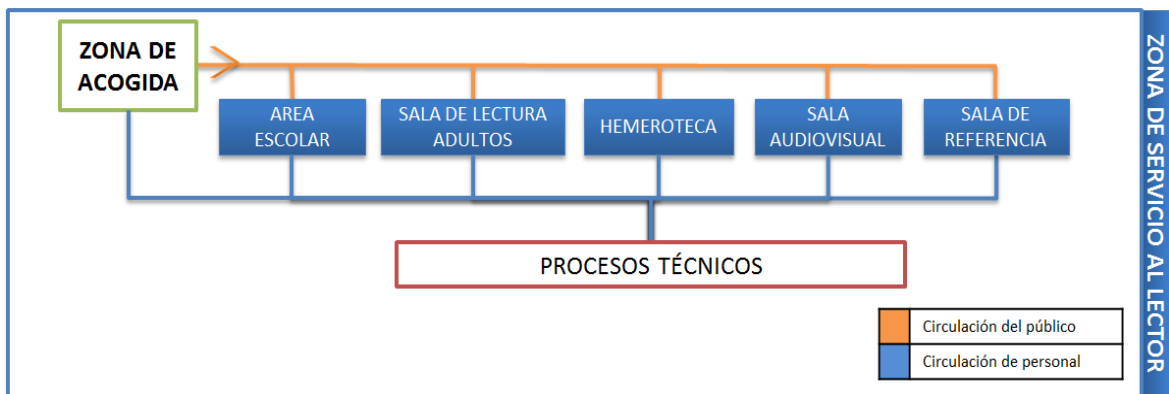 ZONA DE
ACOGIDA
AREA
ESCOLAR
SALA DE LECTURA
ADULTOS
HEMEROTECA
SALA
AUDIOVISUAL
SALA DE
REFERENCIA
PROCESOS TÉCNICOS
Circulación del público
Circulación de personal
ZONA DE SERVICIO AL LECTOR